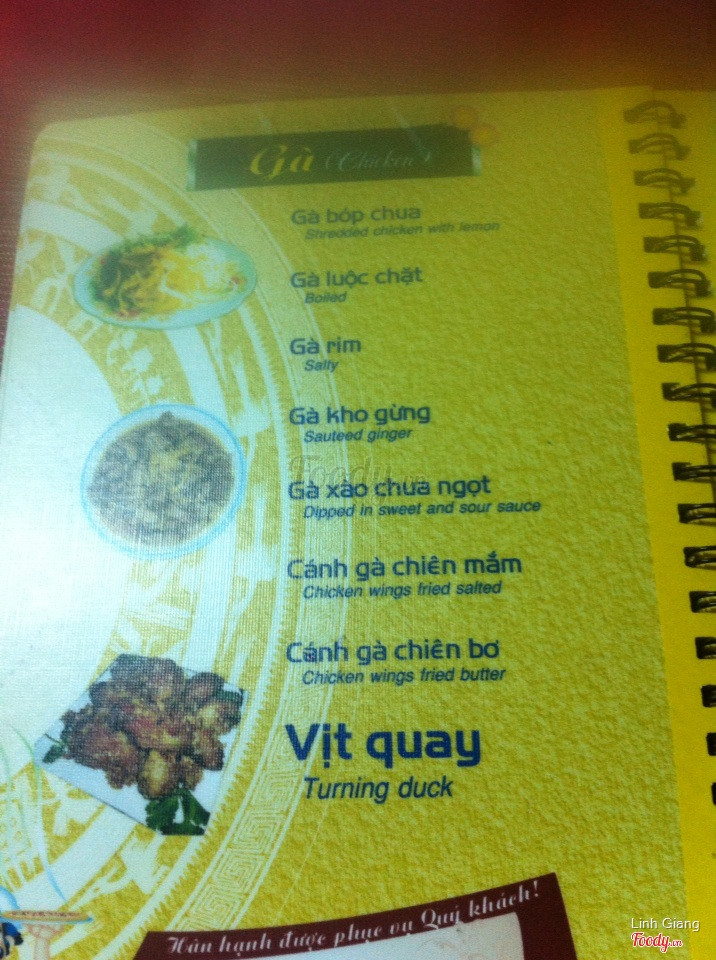 Gà (Chicken)
Gà bóp chua
Shredded chicken with lemon
Gà luộc chặt
Boiled
Gà rim
Sally
Gà kho gừng
Sauteed ginger
Foody.vn
Gà xào chua ngọt
Dipped in sweet and sour sauce
Cánh gà chiên mắm
Chicken wings fried salted
Cánh gà chiên bơ
Chicken wings fried butter
Vịt quay
Turning duck
Hân hạnh được phục vụ Quý khách!
Linh Giang
Foody.vn